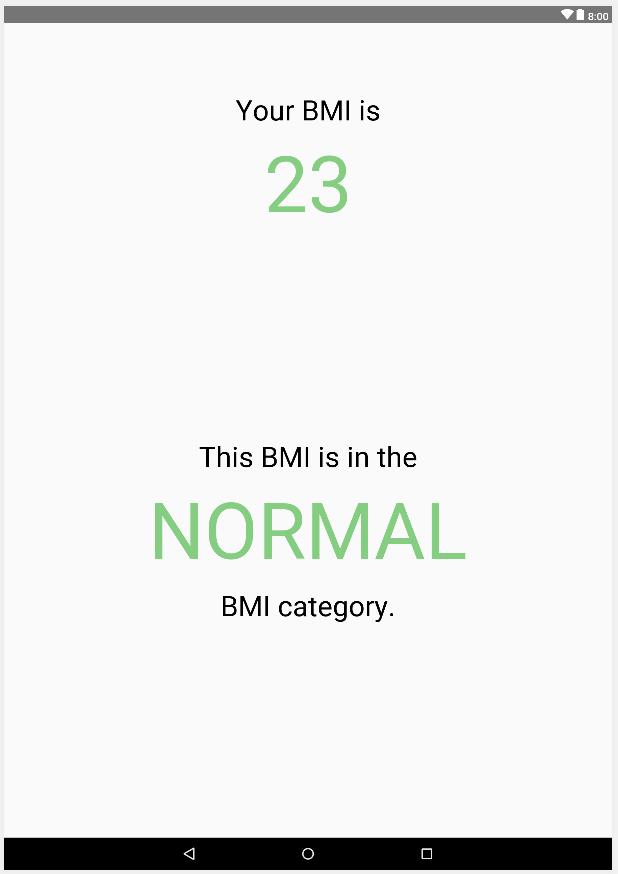 8:00
Your BMI is
23
This BMI is in the
NORMAL
BMI category.